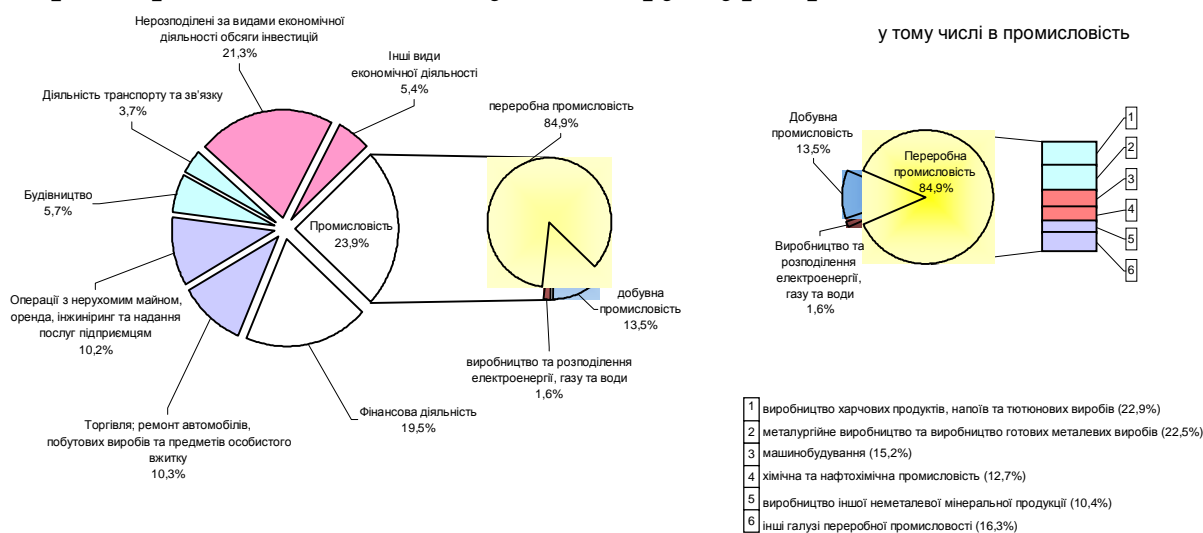 Нерозподілені за видами економічної
діяльності обсяги інвестицій
21,3%
Інші види
економічної діяльності
5,4%
Діяльність транспорту та зв'язку
3,7%
Будівництво
5,7%
Операції з нерухомим майном,
оренда, інжиніринг та надання
послуг підприємцям
10,2%
Торгівля; ремонт автомобілів,
побутових виробів та предметів особистого
вжитку
10,3%
Фінансова діяльність
19,5%
Промисловість
23,9%
переробна промисловість
84,9%
добувна
промисловість
13,5%
виробництво та розподілення
електроенергії, газу та води
1,6%
у тому числі в промисловість
Добувна
промисловість
13,5%
Переробна
промисловість
84,9%
Виробництво та
розподілення
електроенергії,
газу та води
1,6%
1
2
3
4
5
6
1 виробництво харчових продуктів, напоїв та тютюнових виробів (22,9%)
2 металургійне виробництво та виробництво готових металевих виробів (22,5%)
3 машинобудування (15,2%)
4 хімічна та нафтохімічна промисловість (12,7%)
5 виробництво іншої неметалевої мінеральної продукції (10,4%)
6 інші галузі переробної промисловості (16,3%)